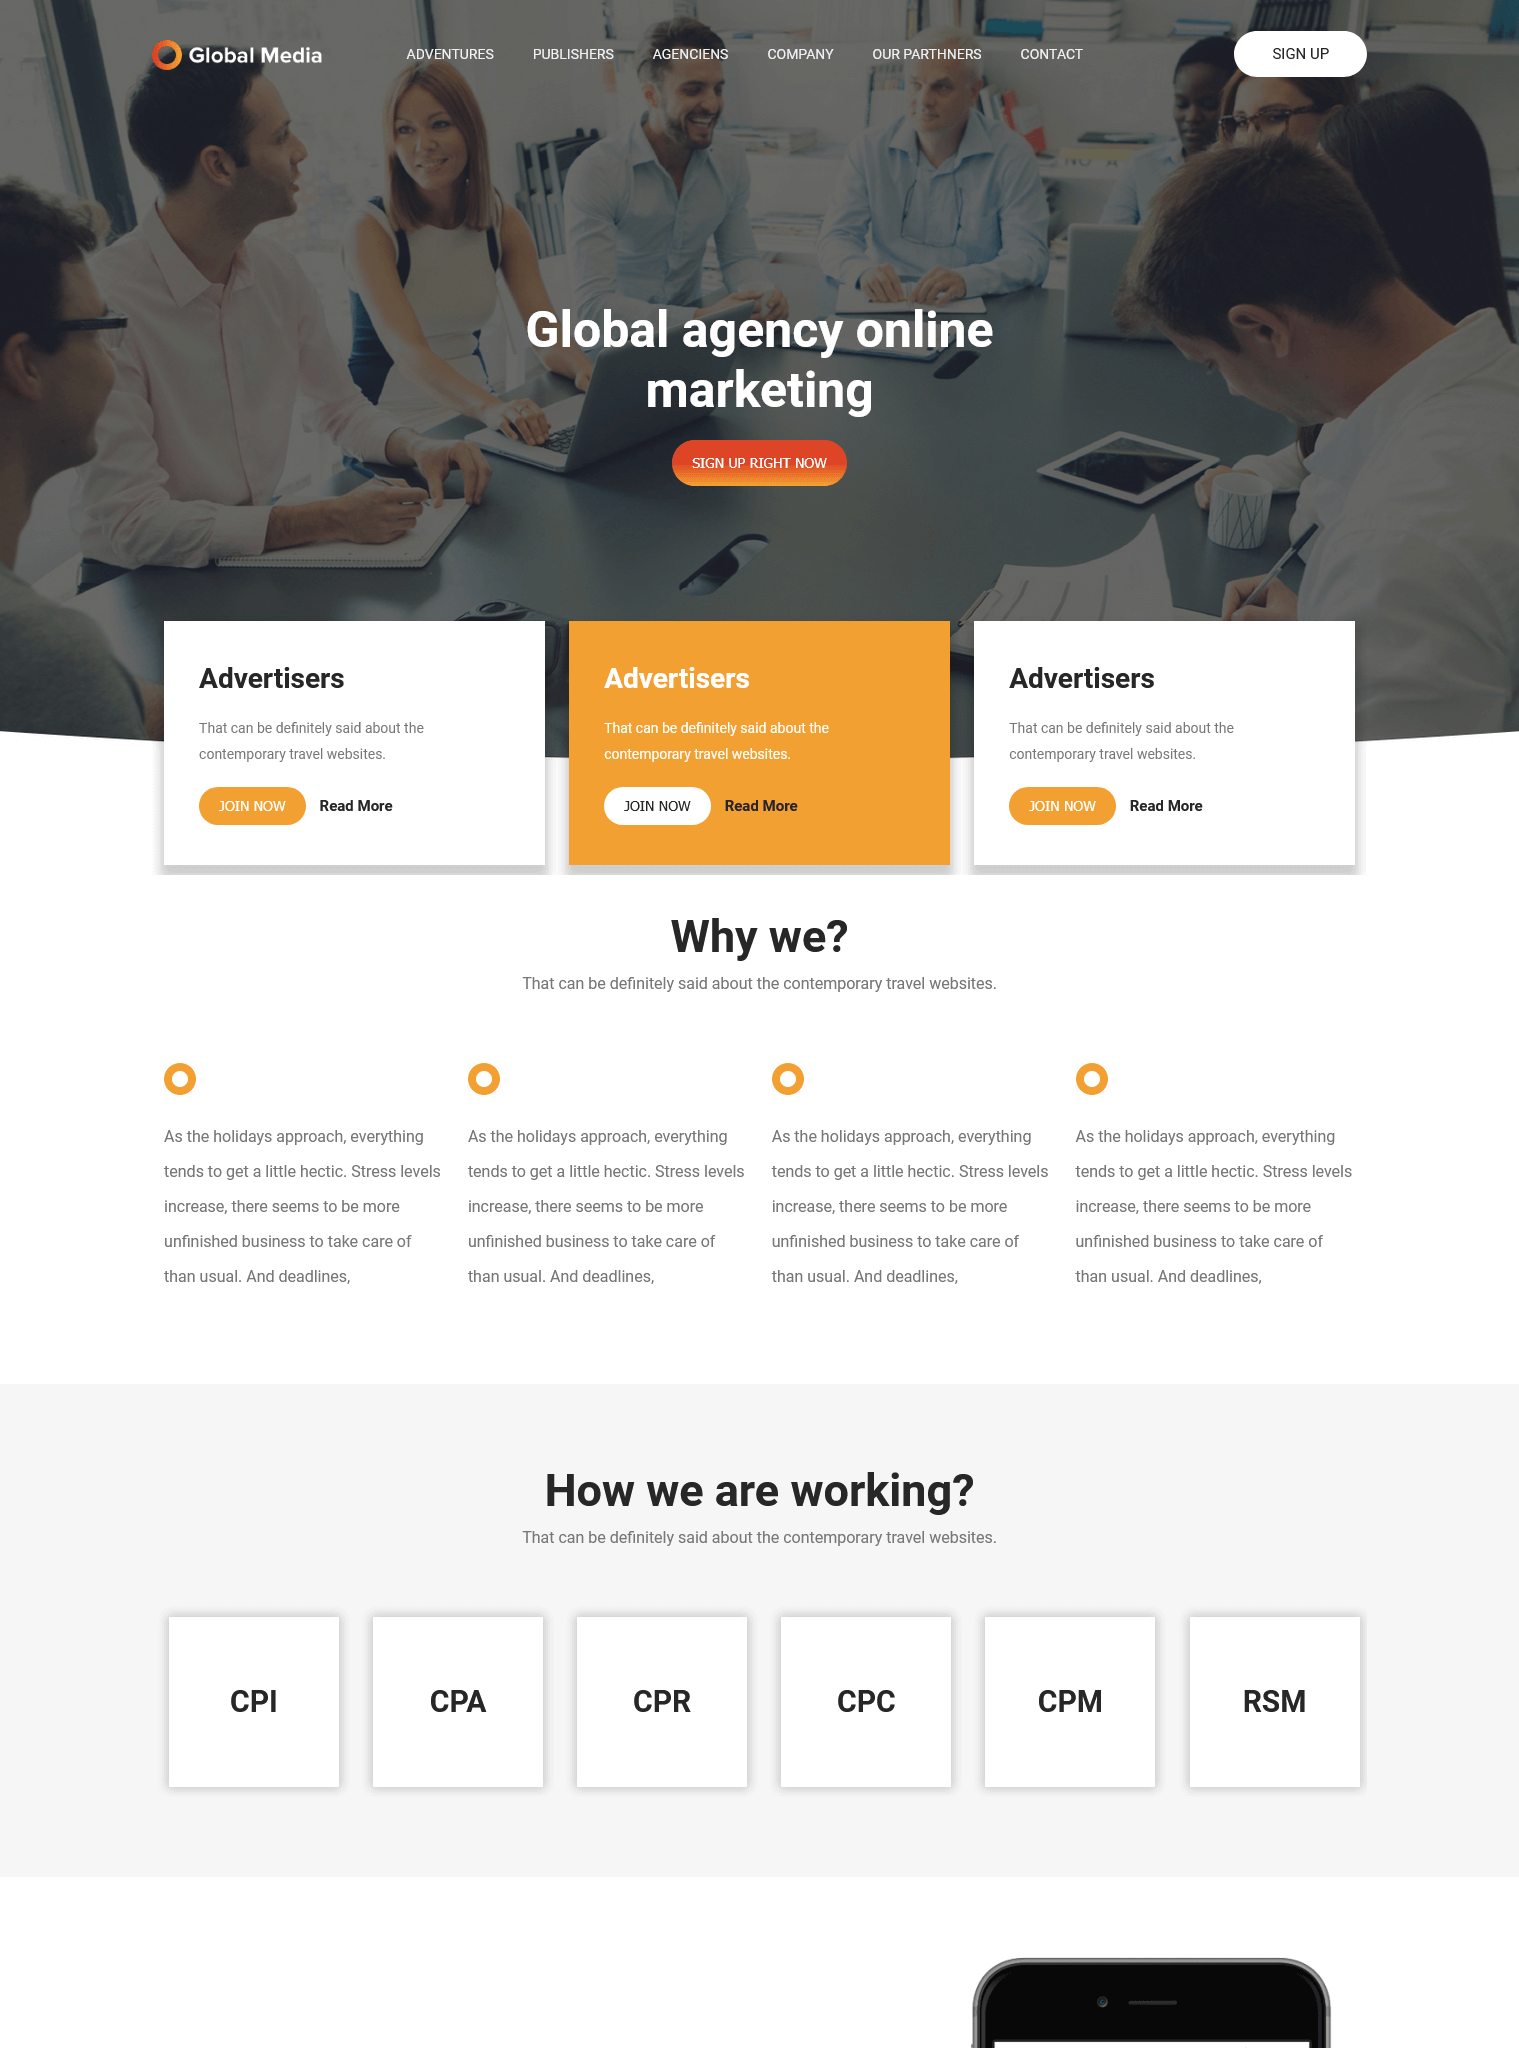 Global Media
ADVENTURES
PUBLISHERS
AGENCIENS
COMPANY
OUR PARTHNERS
CONTACT
SIGN UP
Global agency online
marketing
SIGN UP RIGHT NOW
Advertisers
That can be definitely said about the
contemporary travel websites.
JOIN NOW
Read More
Advertisers
That can be definitely said about the
contemporary travel websites.
JOIN NOW
Read More
Advertisers
That can be definitely said about the
contemporary travel websites.
JOIN NOW
Read More
Why we?
That can be definitely said about the contemporary travel websites.
As the holidays approach, everything
tends to get a little hectic. Stress levels
increase, there seems to be more
unfinished business to take care of
than usual. And deadlines,
As the holidays approach, everything
tends to get a little hectic. Stress levels
increase, there seems to be more
unfinished business to take care of
than usual. And deadlines,
As the holidays approach, everything
tends to get a little hectic. Stress levels
increase, there seems to be more
unfinished business to take care of
than usual. And deadlines,
As the holidays approach, everything
tends to get a little hectic. Stress levels
increase, there seems to be more
unfinished business to take care of
than usual. And deadlines,
How we are working?
That can be definitely said about the contemporary travel websites.
CPI
CPA
CPR
CPC
CPM
RSM